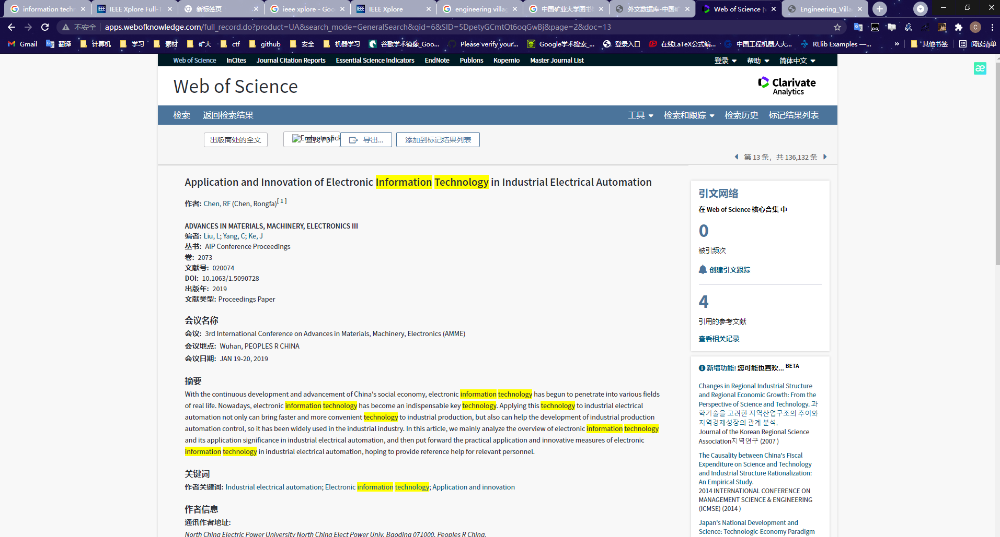 information techn
IEEE Xplore Full-T
新标签页
ieee xplore - Goo
IEEE Xplore
engineering villag
中国矿业大学图书
外文数据库-中国矿
Web of Science [v
Engineering_Villa
不安全 apps.webofknowledge.com/full_record.do?product=UA&search_mode=GeneralSearch&qid=6&SID=5DpetyGCmtQt6oqGwBj&page=2&doc=13
C
Gmail 翻译 计算机 学习 素材 矿大 ctf github 安全 机器学习 谷歌学术镜像_Goo... Please verify your... Google学术搜索_... 登录入口 在线LaTeX公式编... 中国工程机器人大... RLlib Examples —... » 其他书签 阅读清单
Web of Science InCites Journal Citation Reports Essential Science Indicators EndNote Publons Kopernio Master Journal List 登录 帮助 简体中文
Web of Science
Clarivate
Analytics
检索 返回检索结果 工具 检索和跟踪 检索历史 标记结果列表
出版商处的全文 查找 PDF 导出... 添加到标记结果列表
第 13 条，共 136,132 条
Application and Innovation of Electronic Information Technology in Industrial Electrical Automation
作者: Chen, RF (Chen, Rongfa)[ 1 ]
ADVANCES IN MATERIALS, MACHINERY, ELECTRONICS III
编者: Liu, L; Yang, C; Ke, J
丛书: AIP Conference Proceedings
卷: 2073
文献号: 020074
DOI: 10.1063/1.5090728
出版年: 2019
文献类型: Proceedings Paper
会议名称
会议: 3rd International Conference on Advances in Materials, Machinery, Electronics (AMME)
会议地点: Wuhan, PEOPLES R CHINA
会议日期: JAN 19-20, 2019
摘要
With the continuous development and advancement of China's social economy, electronic information technology has begun to penetrate into various fields
of real life. Nowadays, electronic information technology has become an indispensable key technology. Applying this technology to industrial electrical
automation not only can bring faster and more convenient technology to industrial production, but also can help the development of industrial production
automation control, so it has been widely used in the industrial industry. In this article, we mainly analyze the overview of electronic information technology
and its application significance in industrial electrical automation, and then put forward the practical application and innovative measures of electronic
information technology in industrial electrical automation, hoping to provide reference help for relevant personnel.
关键词
作者关键词: Industrial electrical automation; Electronic information technology; Application and innovation
作者信息
通讯作者地址:
North China Electric Power University North China Elect Power Univ, Baoding 071000, Peoples R China.
引文网络
在 Web of Science 核心合集 中
0
被引频次
创建引文跟踪
4
引用的参考文献
查看相关记录
新增功能! 您可能也喜欢... BETA
Changes in Regional Industrial Structure
and Regional Economic Growth: From the
Perspective of Science and Technology. 과
학기술을 고려한 지역산업구조의 추이와
지역경제성장의 관계 분석.
Journal of the Korean Regional Science
Association지역연구 (2007 )
The Causality between China's Fiscal
Expenditure on Science and Technology
and Industrial Structure Rationalization:
An Empirical Study.
2014 INTERNATIONAL CONFERENCE ON
MANAGEMENT SCIENCE & ENGINEERING
(ICMSE) (2014 )
Japan's National Development and
Science: Technologic-Economy Paradigm